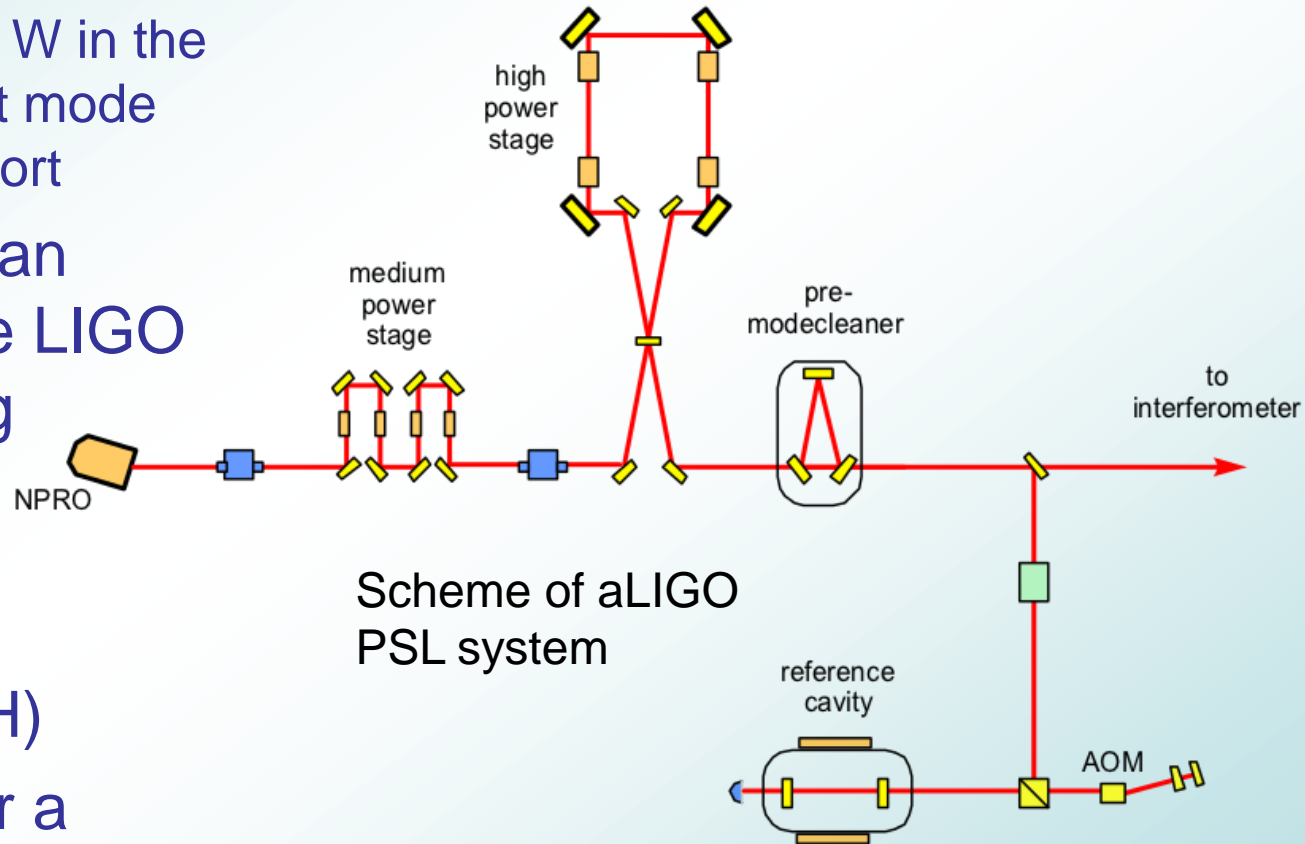 W in the
t mode
ort
an
e LIGO
g
H)
r a
high
power
stage
medium
power
stage
pre-
modecleaner
to
interferometer
NPRO
Scheme of aLIGO
PSL system
reference
cavity
AOM